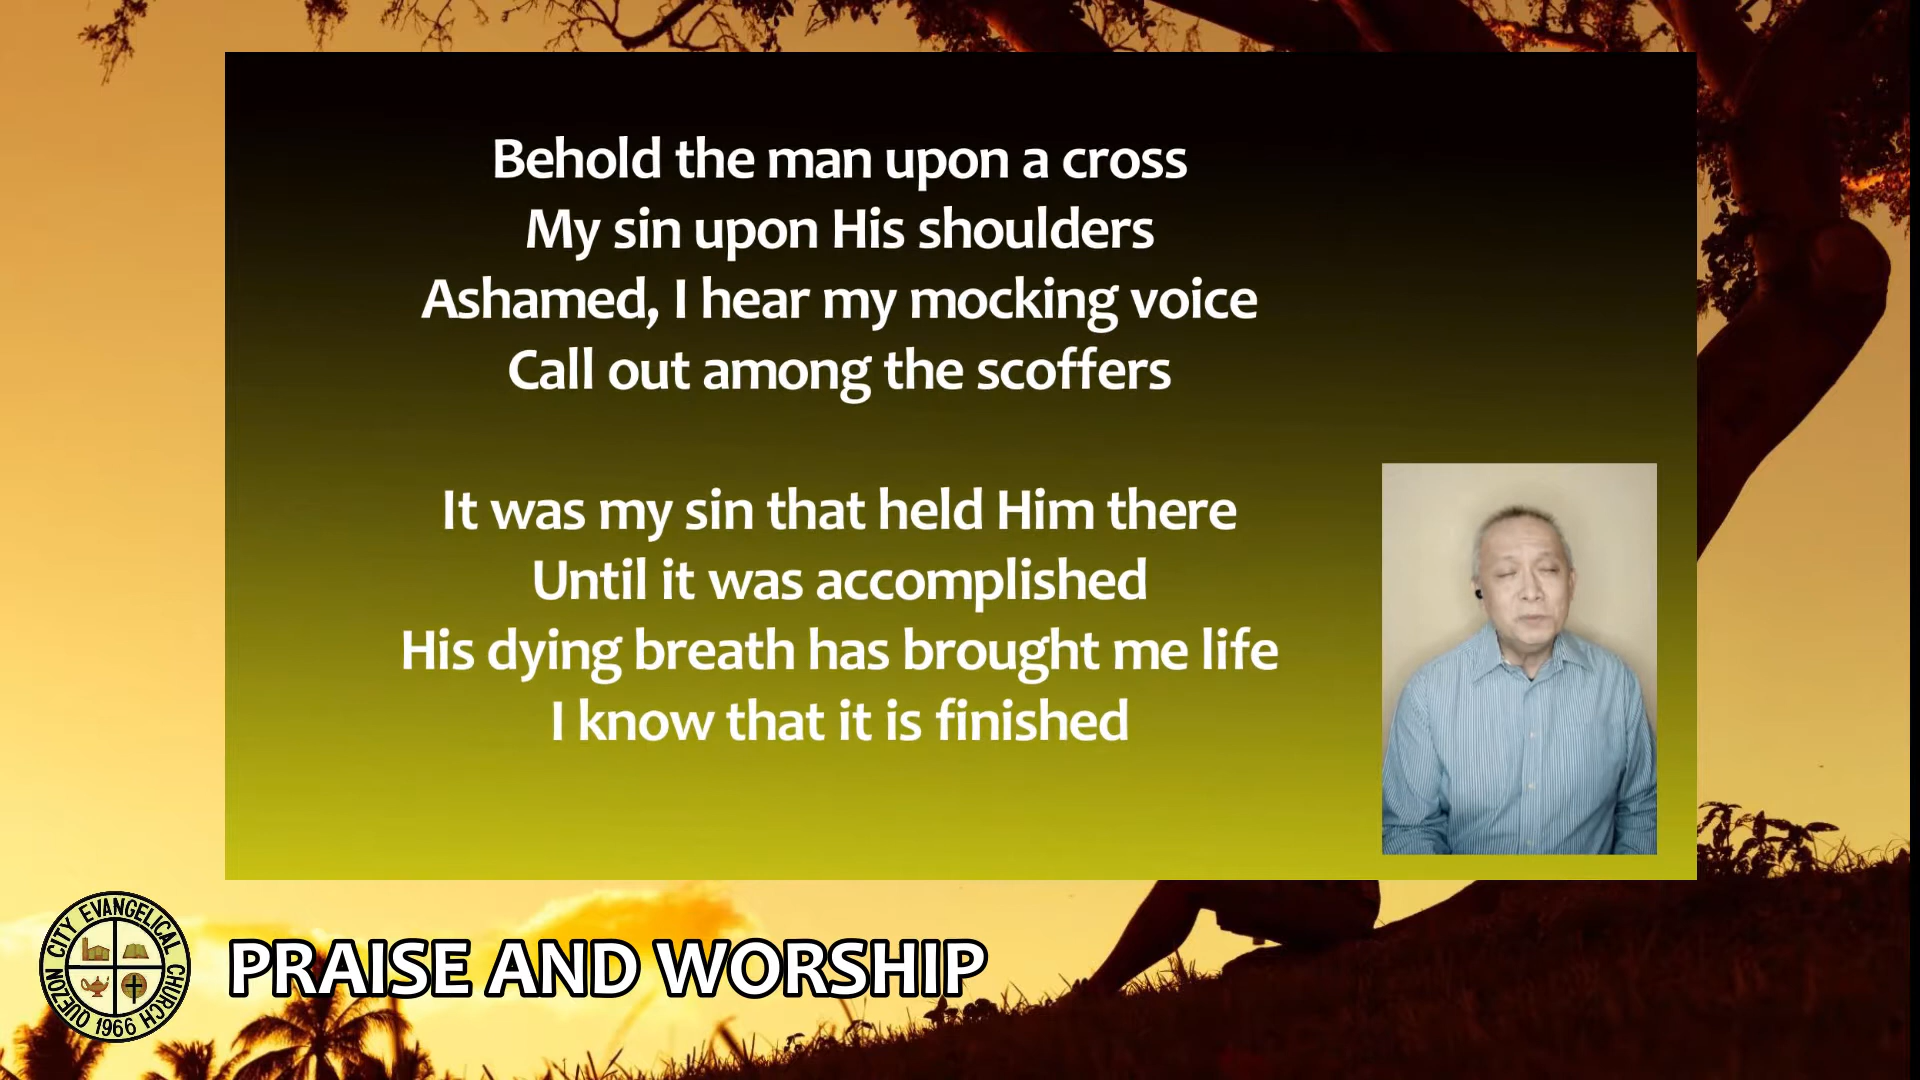 Behold the man upon a cross
My sin upon His shoulders
Ashamed, I hear my mocking voice
Call out among the scoffers
It was my sin that held Him there
Until it was accomplished
His dying breath has brought me life
I know that it is finished
QUEZON CITY EVANGELICAL CHURCH
1966
PRAISE AND WORSHIP